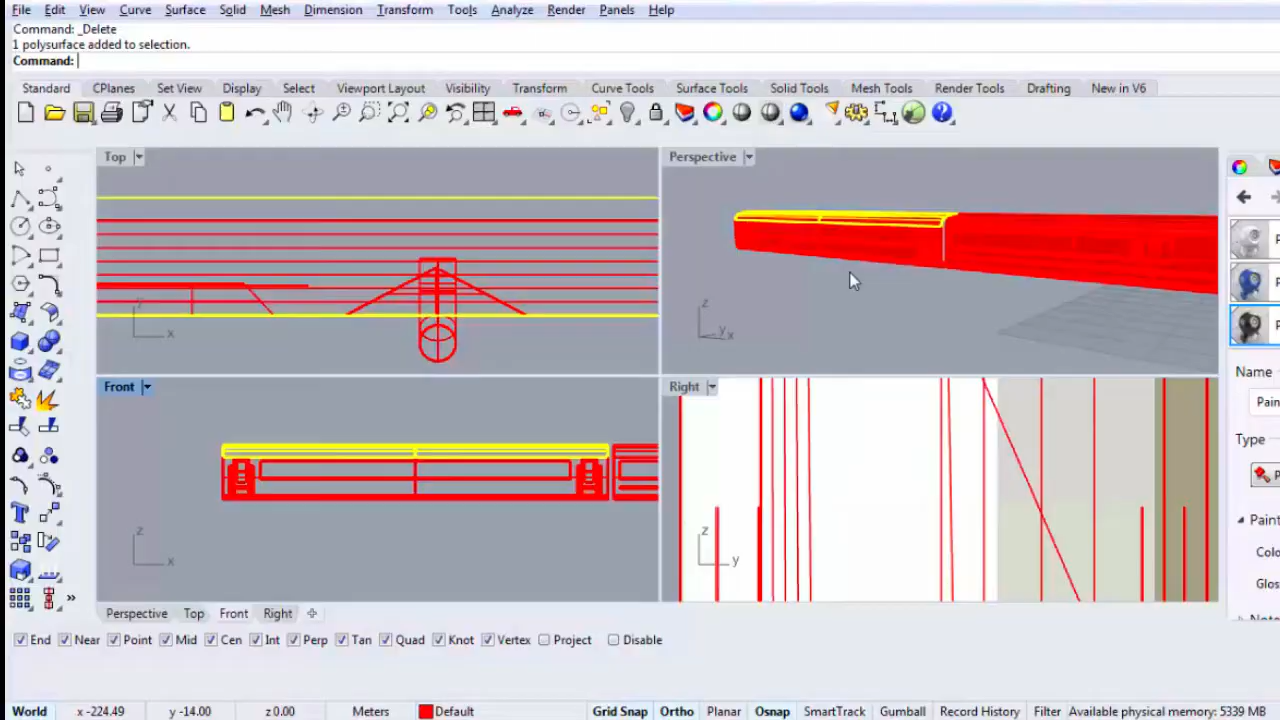 File Edit View Curve Surface Solid Mesh Dimension Transform Tools Analyze Render Panels Help
Command: _Delete
1 polysurface added to selection.
Command:
Standard CPlanes Set View Display Select Viewport Layout Visibility Transform Curve Tools Surface Tools Solid Tools Mesh Tools Render Tools Drafting New in V6
Top Perspective
y x z y x
Front Right
z x z y
P
P
P
Name
Pain
Type
P
Paint
Colo
Glos
Perspective Top Front Right
End Near Point Mid Cen Int Perp Tan Quad Knot Vertex Project Disable
World x -224.49 y -14.00 z 0.00 Meters Default Grid Snap Ortho Planar Osnap SmartTrack Gumball Record History Filter Available physical memory: 5339 MB